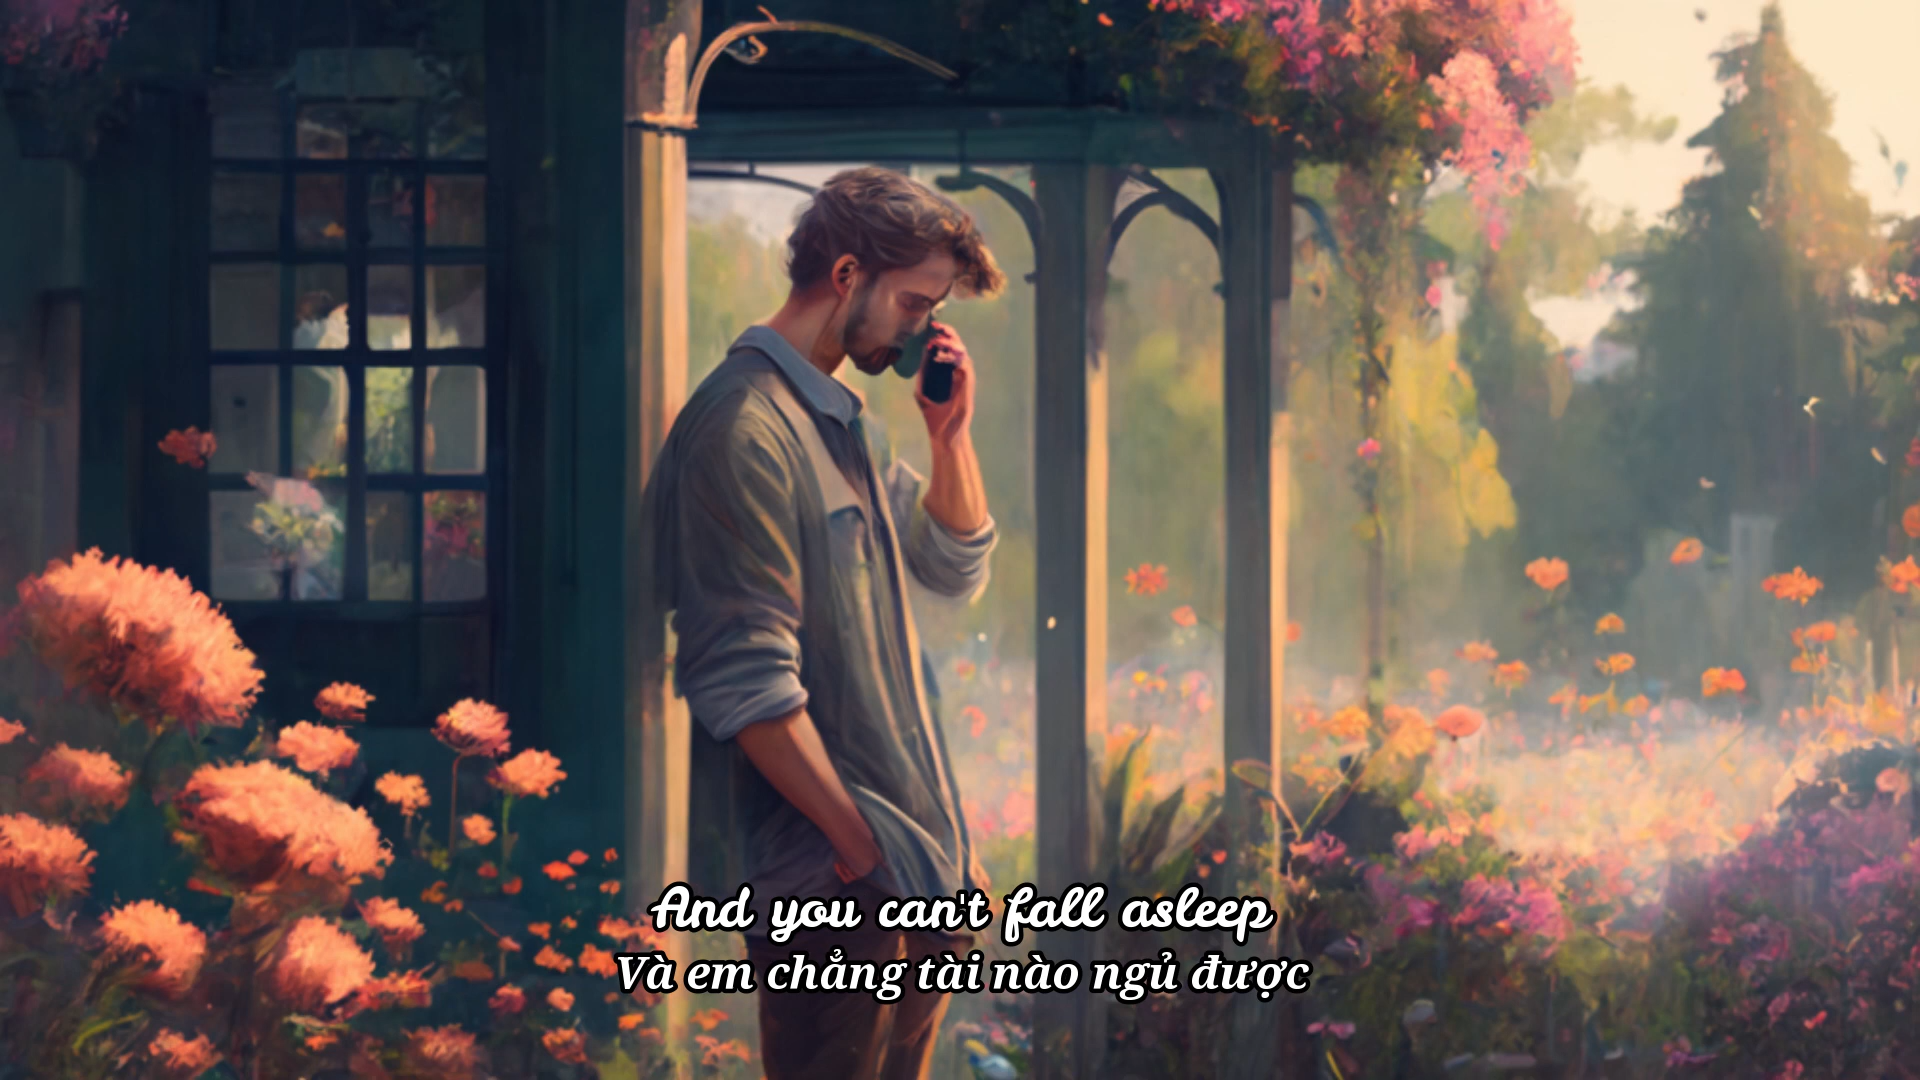 And you can't fall asleep
Và em chẳng tài nào ngủ được